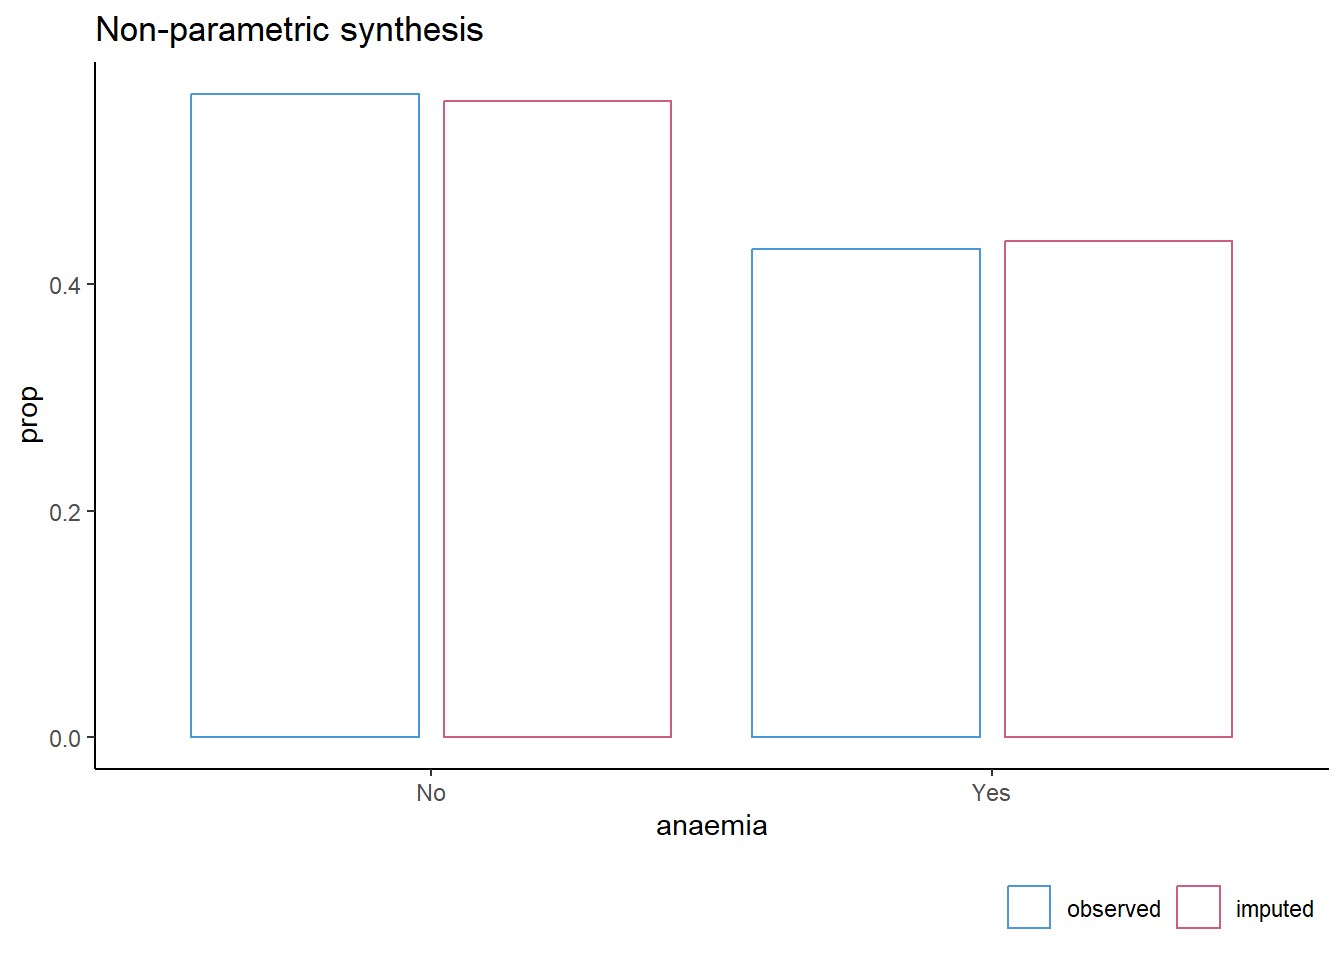 Non-parametric synthesis
prop
0.4
0.2
0.0
No Yes
anaemia
observed imputed